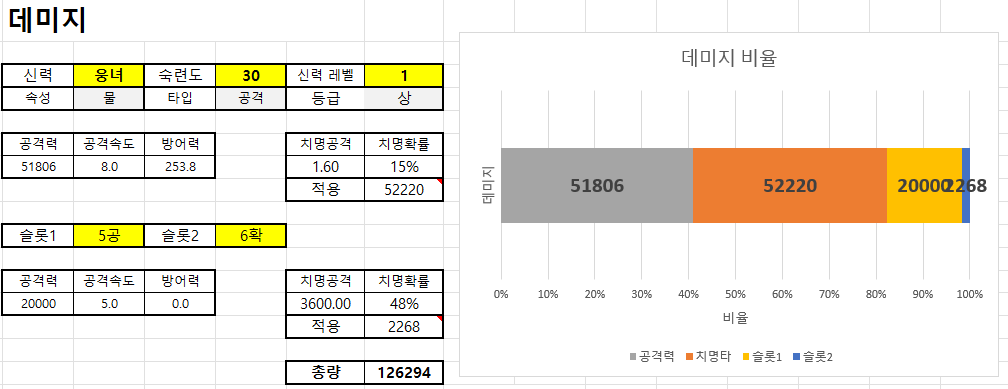 데미지
신력 웅녀 숙련도 30 신력 레벨 1
속성 물 타입 공격 등급 상
공격력 공격속도 방어력 치명공격 치명확률
51806 8.0 253.8 1.60 15%
적용 52220
슬롯1 5공 슬롯2 6확
공격력 공격속도 방어력 치명공격 치명확률
20000 5.0 0.0 3600.00 48%
적용 2268
총량 126294
데미지 비율
데미지
51806 52220 20000 2268
0% 10% 20% 30% 40% 50% 60% 70% 80% 90% 100%
비율
공격력 치명타 슬롯1 슬롯2